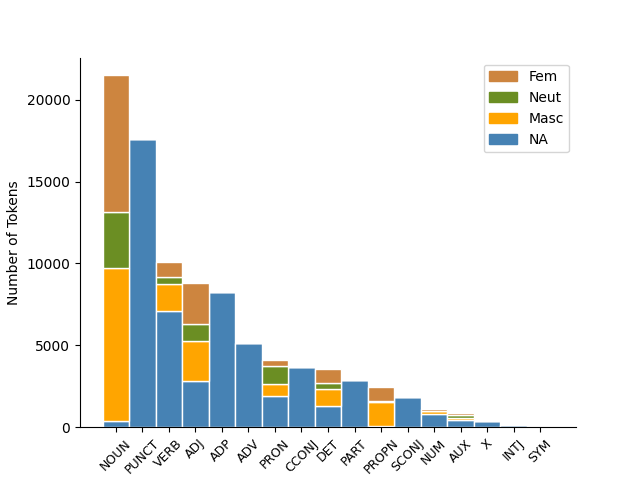 Fem
Neut
Masc
NA
Number of Tokens
20000
15000
10000
5000
0
NOUN
PUNCT
VERB
ADJ
ADP
ADV
PRON
CCONJ
DET
PART
PROPN
SCONJ
NUM
AUX
X
INTJ
SYM